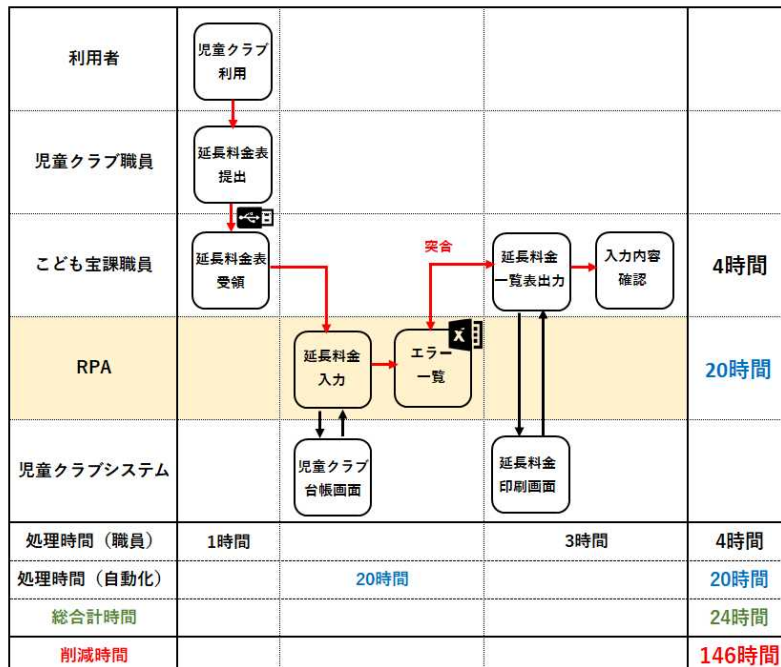 利用者
児童クラブ
利用
児童クラブ職員
延長料金表
提出
こども宝課職員
延長料金表
受領
突合
延長料金
一覧表出力
入力内容
確認
4時間
RPA
延長料金
入力
エラー
一覧
X
20時間
児童クラブシステム
児童クラブ
台帳画面
延長料金
印刷画面
処理時間（職員） 1時間 3時間 4時間
処理時間（自動化） 20時間 20時間
総合計時間 24時間
削減時間 146時間